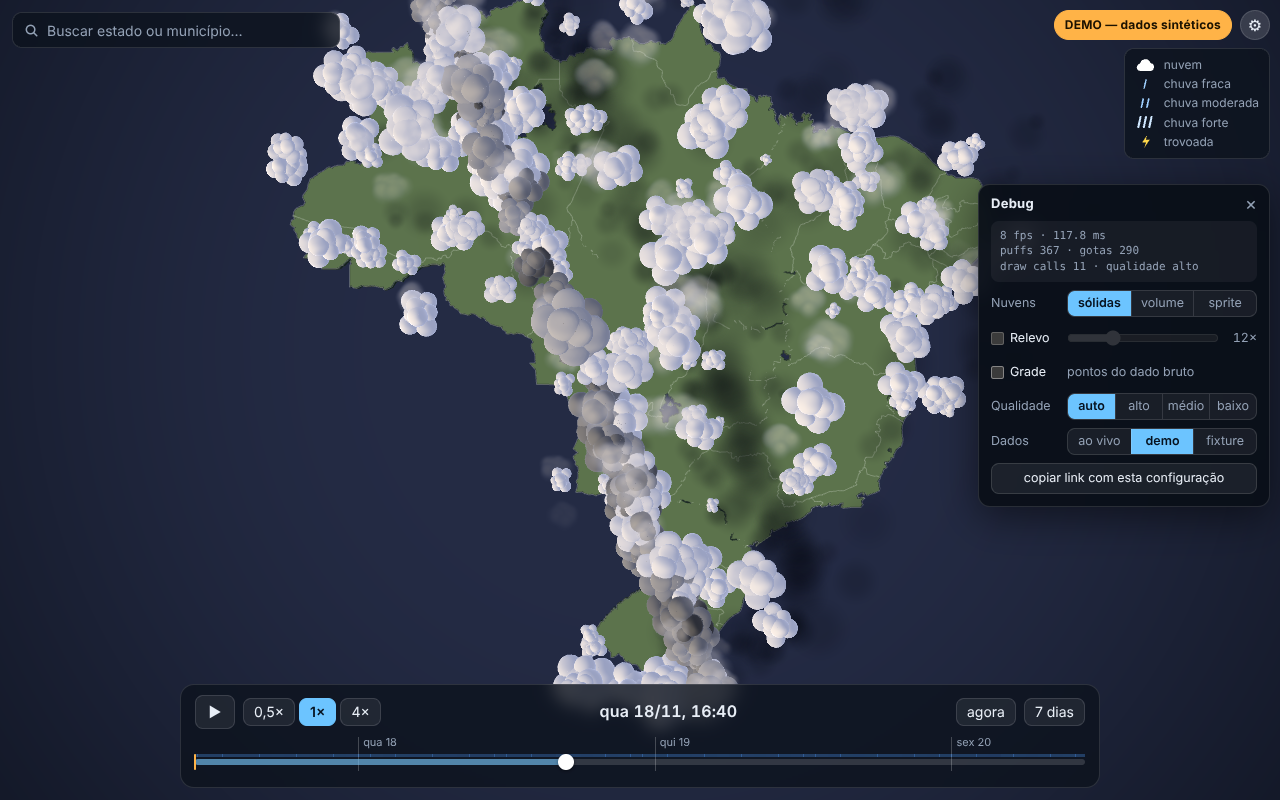 Buscar estado ou município...
DEMO — dados sintéticos
nuvem
chuva fraca
chuva moderada
chuva forte
trovoada
Debug
8 fps · 117.8 ms
puffs 367 · gotas 290
draw calls 11 · qualidade alto
Nuvens sólidas volume sprite
Relevo 12×
Grade pontos do dado bruto
Qualidade auto alto médio baixo
Dados ao vivo demo fixture
copiar link com esta configuração
0,5× 1× 4× qua 18/11, 16:40 agora 7 dias
qua 18 qui 19 sex 20